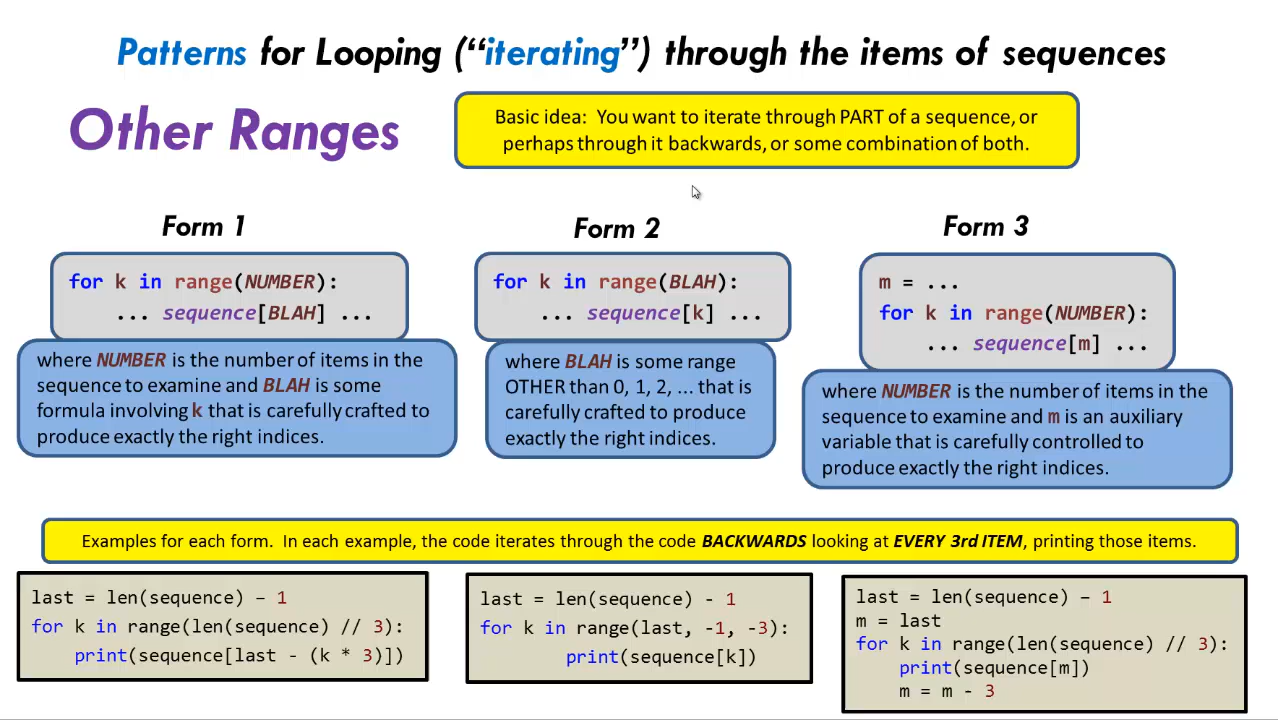 Patterns for Looping (“iterating”) through the items of sequences
Other Ranges
Basic idea: You want to iterate through PART of a sequence, or
perhaps through it backwards, or some combination of both.
Form 1
for k in range(NUMBER):
... sequence[BLAH] ...
where NUMBER is the number of items in the
sequence to examine and BLAH is some
formula involving k that is carefully crafted to
produce exactly the right indices.
Form 2
for k in range(BLAH):
... sequence[k] ...
where BLAH is some range
OTHER than 0, 1, 2, ... that is
carefully crafted to produce
exactly the right indices.
Form 3
m = ...
for k in range(NUMBER):
... sequence[m] ...
where NUMBER is the number of items in the
sequence to examine and m is an auxiliary
variable that is carefully controlled to
produce exactly the right indices.
Examples for each form. In each example, the code iterates through the code BACKWARDS looking at EVERY 3rd ITEM, printing those items.
last = len(sequence) – 1
for k in range(len(sequence) // 3):
print(sequence[last - (k * 3)])
last = len(sequence) - 1
for k in range(last, -1, -3):
print(sequence[k])
last = len(sequence) – 1
m = last
for k in range(len(sequence) // 3):
print(sequence[m])
m = m - 3